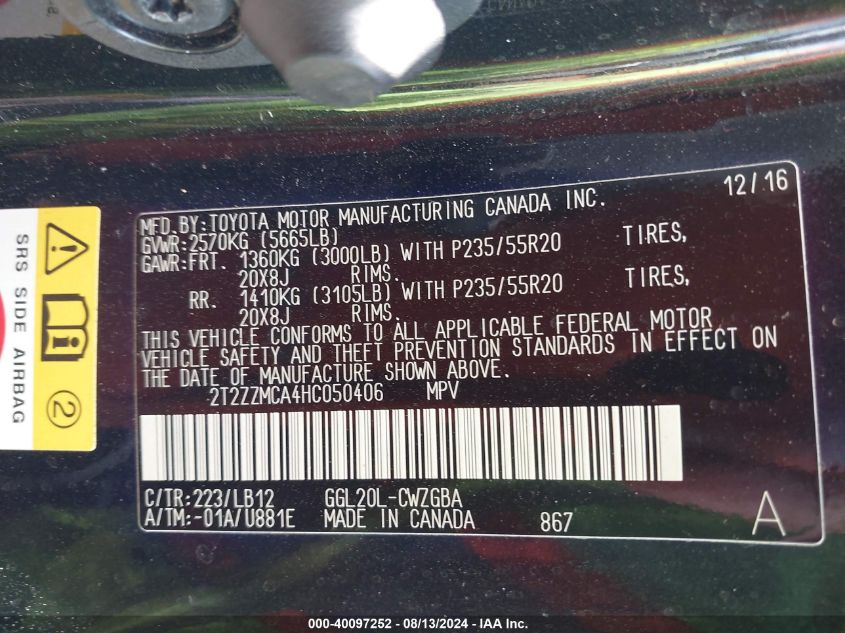 12/16
MFD. BY: TOYOTA MOTOR MANUFACTURING CANADA INC.
GVWR: 2570KG (5665LB)
GAWR: FRT. 1360KG (3000LB) WITH P235/55R20 TIRES,
20X8J RIMS.
RR. 1410KG (3105LB) WITH P235/55R20 TIRES,
20X8J RIMS.
THIS VEHICLE CONFORMS TO ALL APPLICABLE FEDERAL MOTOR
VEHICLE SAFETY AND THEFT PREVENTION STANDARDS IN EFFECT ON
THE DATE OF MANUFACTURE SHOWN ABOVE.
2T2ZZMCA4HC050406 MPV
C/TR: 223/LB12 GGL20L-CWZGBA
A/TM: -01A/U881E MADE IN CANADA 867 A
SRS SIDE AIRBAG
2
000-40097252 - 08/13/2024 - IAA Inc.